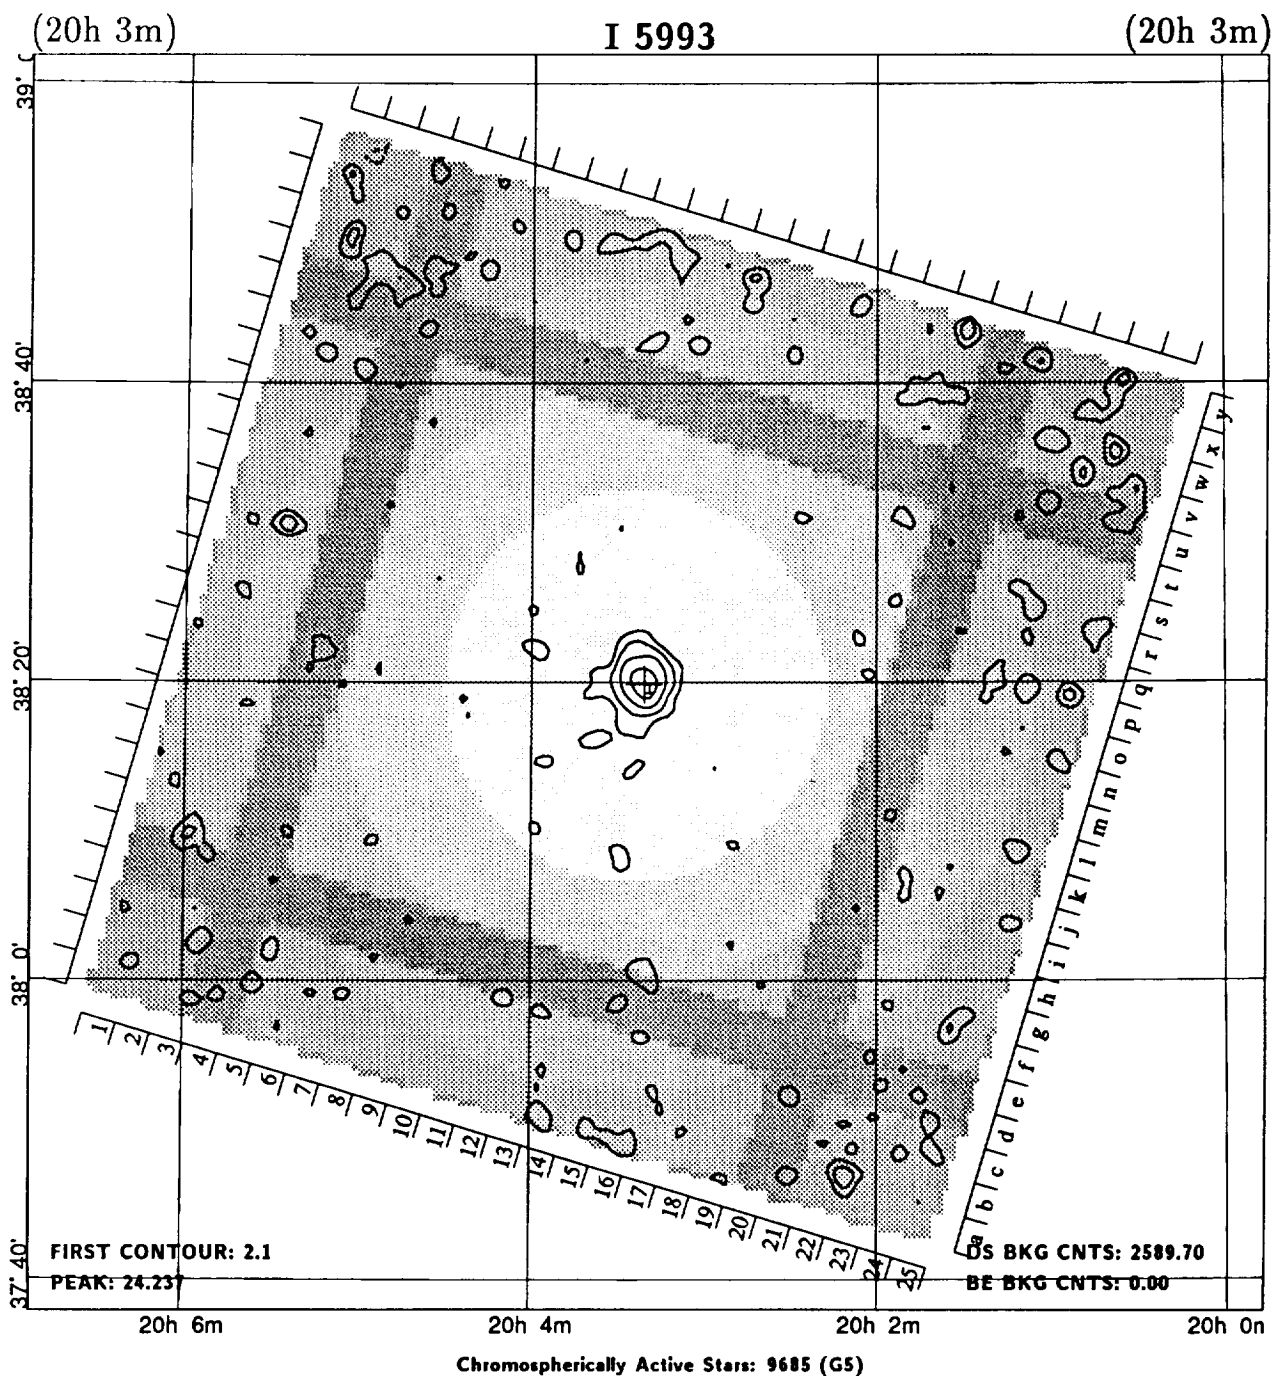 (20h 3m) I 5993 (20h 3m)
39°
38° 40'
38° 20'
38° 0'
37° 40'
y
x
w
v
u
t
s
r
q
p
o
n
m
l
k
j
i
h
g
f
e
d
c
b
a
1 2 3 4 5 6 7 8 9 10 11 12 13 14 15 16 17 18 19 20 21 22 23 24 25
FIRST CONTOUR: 2.1
PEAK: 24.237
DS BKG CNTS: 2589.70
BE BKG CNTS: 0.00
20h 6m 20h 4m 20h 2m 20h 0m
Chromospherically Active Stars: 9685 (G5)